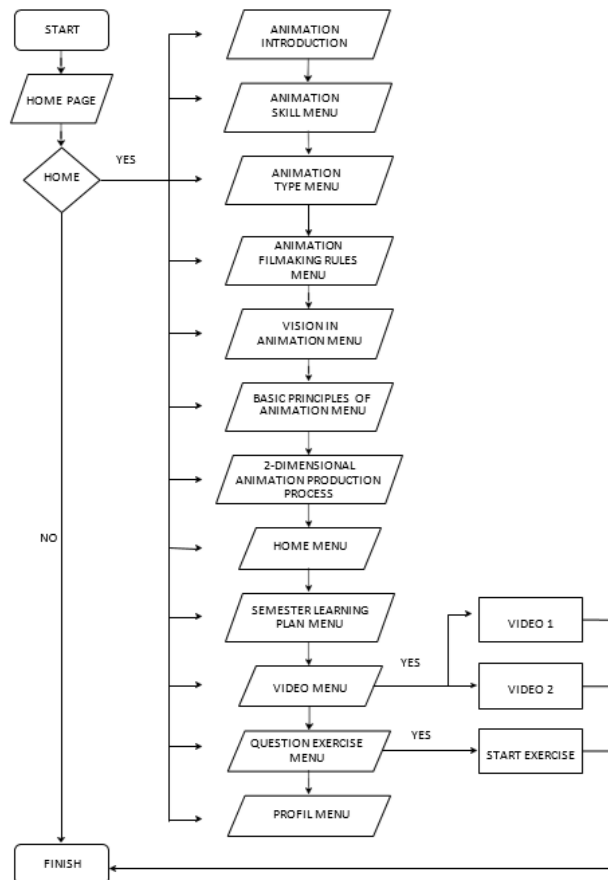 START
HOME PAGE
HOME
YES
NO
FINISH
ANIMATION
INTRODUCTION
ANIMATION
SKILL MENU
ANIMATION
TYPE MENU
ANIMATION
FILMAKING RULES
MENU
VISION IN
ANIMATION MENU
BASIC PRINCIPLES OF
ANIMATION MENU
2-DIMENSIONAL
ANIMATION PRODUCTION
PROCESS
HOME MENU
SEMESTER LEARNING
PLAN MENU
VIDEO MENU
YES
VIDEO 1
VIDEO 2
QUESTION EXERCISE
MENU
YES
START EXERCISE
PROFIL MENU